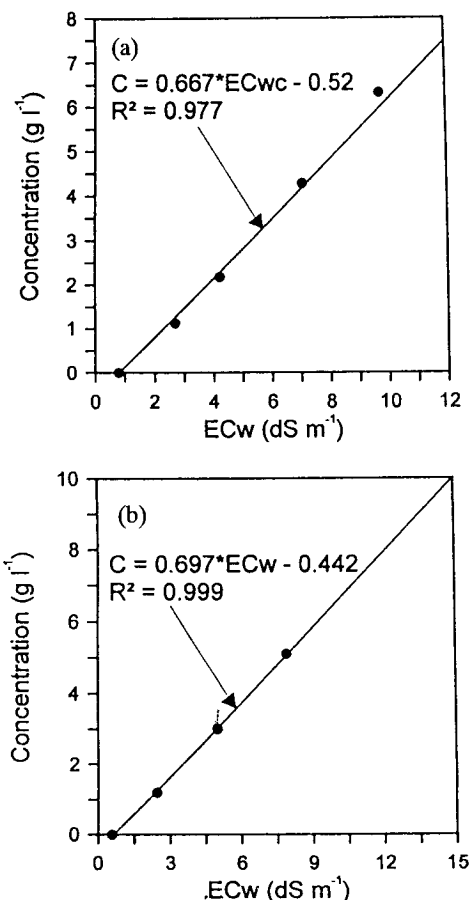 (a)
C = 0.667*ECwc - 0.52
R² = 0.977
Concentration (g l⁻¹)
8
7
6
5
4
3
2
1
0
0 2 4 6 8 10 12
ECw (dS m⁻¹)
(b)
C = 0.697*ECw - 0.442
R² = 0.999
Concentration (g l⁻¹)
10
8
6
4
2
0
0 3 6 9 12 15
.ECw (dS m⁻¹)